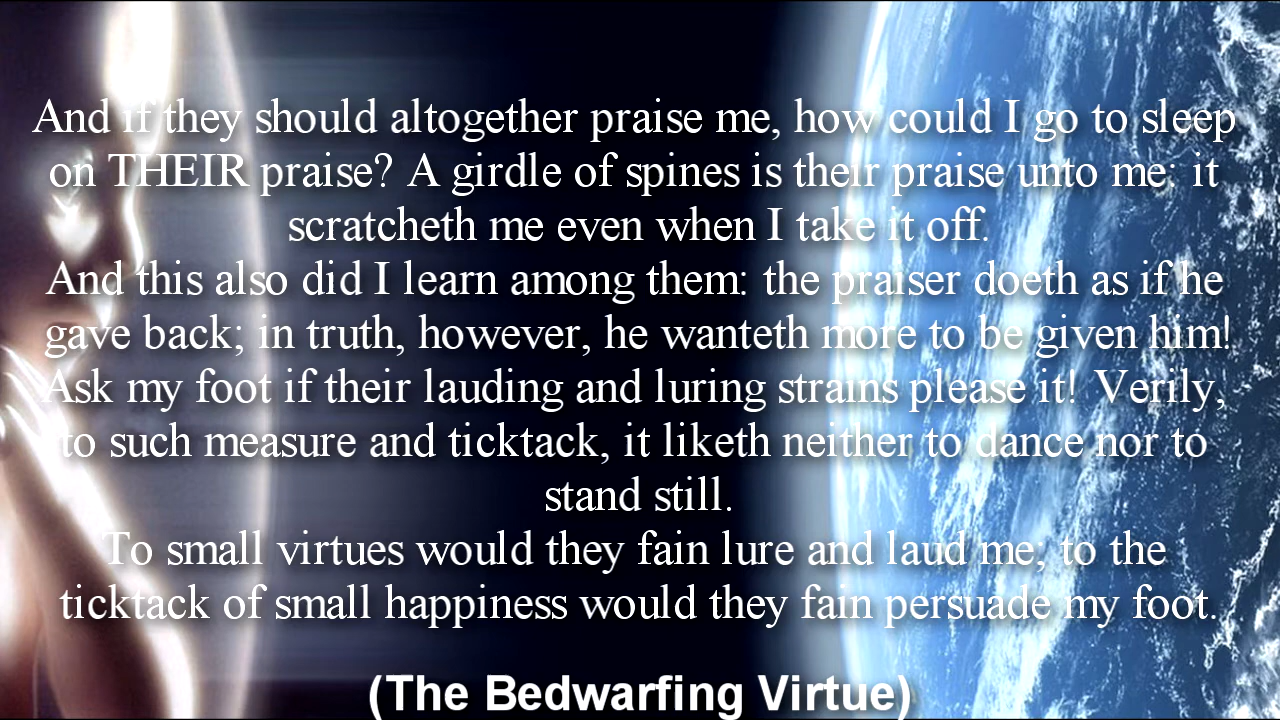 And if they should altogether praise me, how could I go to sleep
on THEIR praise? A girdle of spines is their praise unto me: it
scratcheth me even when I take it off.
And this also did I learn among them: the praiser doeth as if he
gave back; in truth, however, he wanteth more to be given him!
Ask my foot if their lauding and luring strains please it! Verily,
to such measure and ticktack, it liketh neither to dance nor to
stand still.
To small virtues would they fain lure and laud me; to the
ticktack of small happiness would they fain persuade my foot.
(The Bedwarfing Virtue)